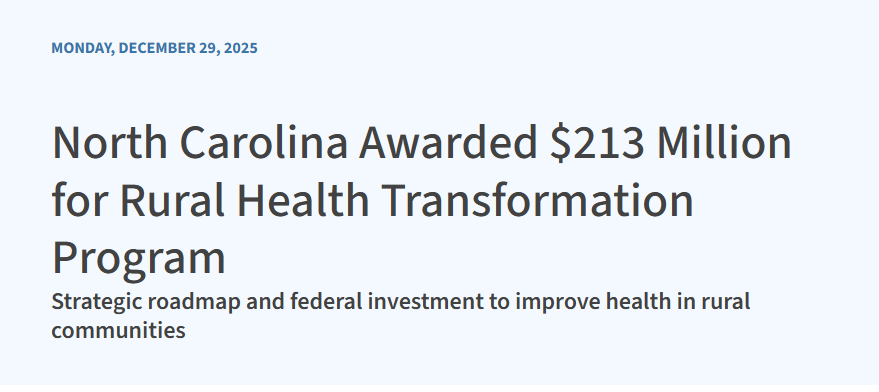 MONDAY, DECEMBER 29, 2025
North Carolina Awarded $213 Million
for Rural Health Transformation
Program
Strategic roadmap and federal investment to improve health in rural
communities